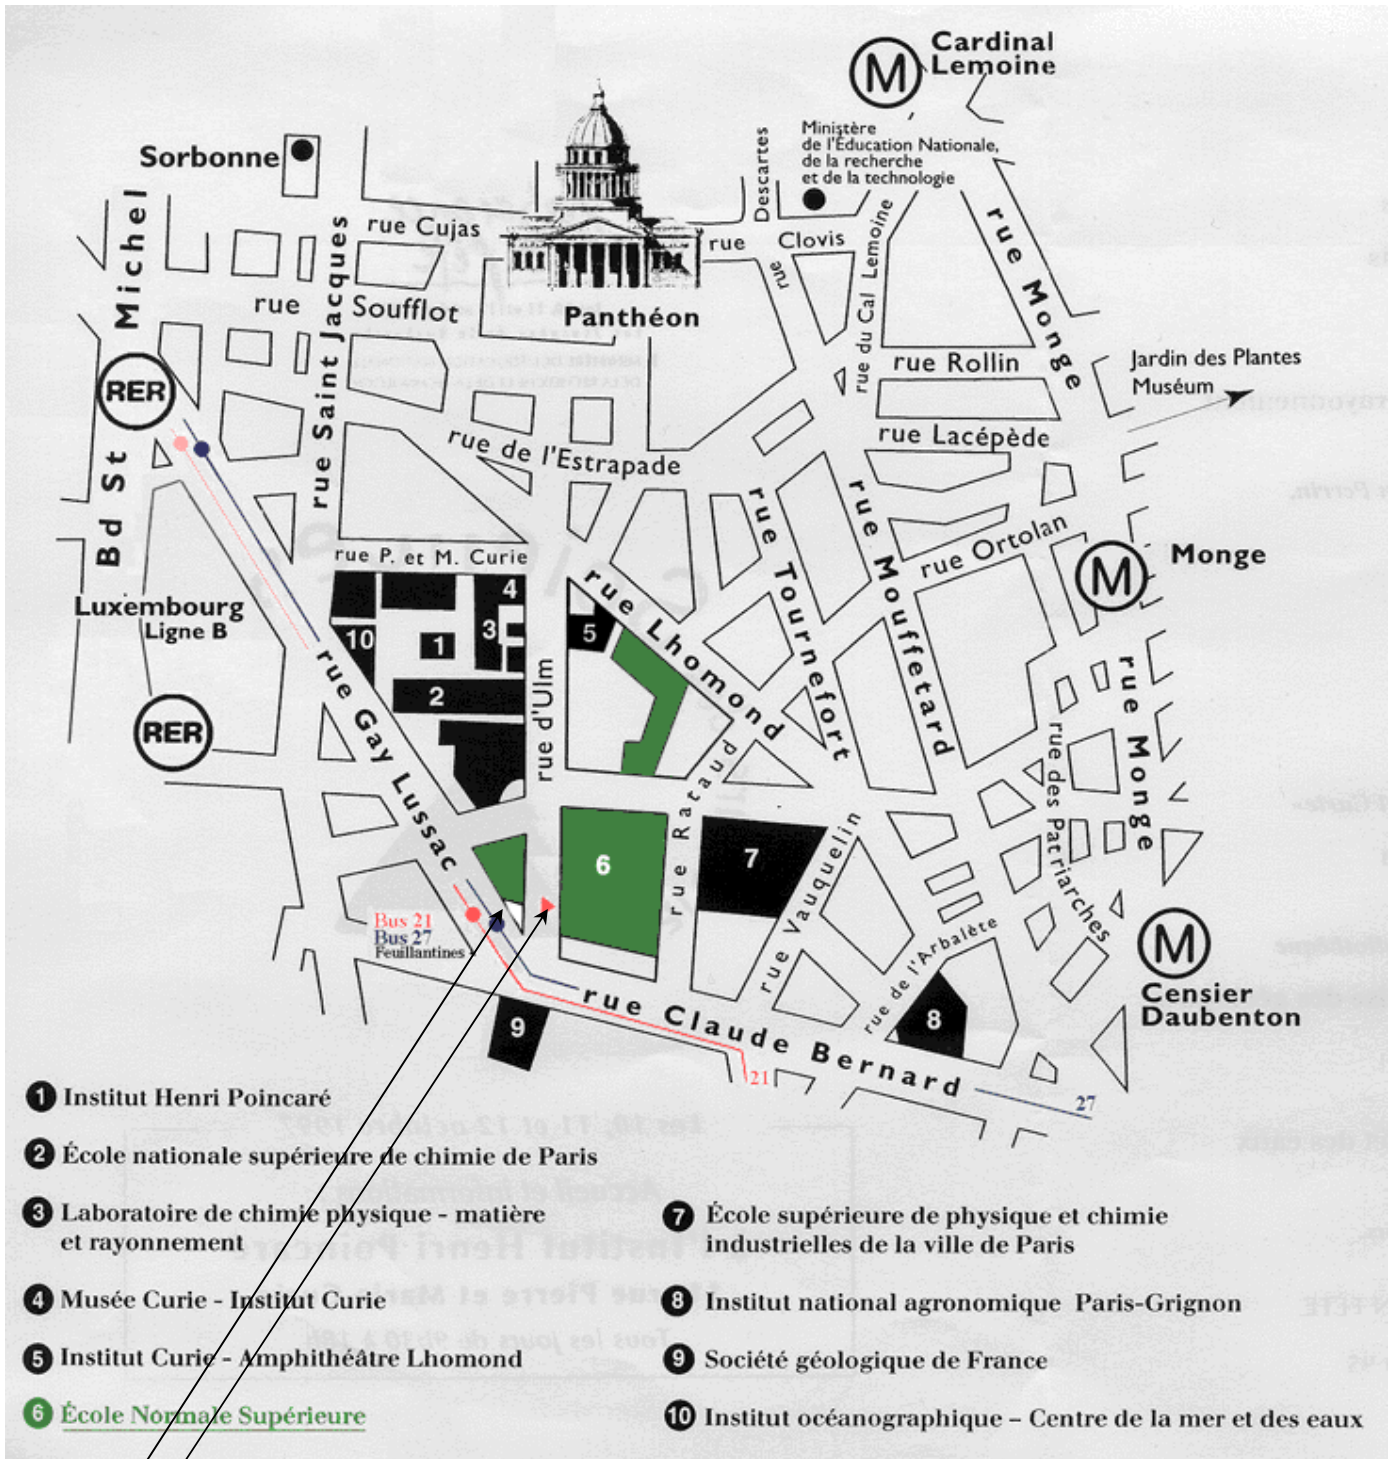 Cardinal
Lemoine
M
Ministère
de l'Éducation Nationale,
de la recherche
et de la technologie
Sorbonne
Descartes
Bd St Michel
rue Cujas
rue Clovis
rue
rue Saint Jacques
rue Soufflot
Panthéon
rue du Cal Lemoine
rue Monge
rue Rollin
Jardin des Plantes
Muséum
RER
rue Lacépède
rue de l'Estrapade
rue Tournefort
rue Mouffetard
rue Ortolan
M
Monge
rue P. et M. Curie
Luxembourg
Ligne B
RER
rue Lhomond
4
10
1
3
5
2
rue d'Ulm
rue Gay Lussac
rue Monge
rue des Patriarches
rue Rataud
6
7
rue Vauquelin
Bus 21
Bus 27
Feuillantines
rue de l'Arbalète
M
Censier
Daubenton
rue Claude Bernard
9
8
21
27
1 Institut Henri Poincaré
2 École nationale supérieure de chimie de Paris
3 Laboratoire de chimie physique - matière
et rayonnement
4 Musée Curie - Institut Curie
5 Institut Curie - Amphithéâtre Lhomond
6 École Normale Supérieure
7 École supérieure de physique et chimie
industrielles de la ville de Paris
8 Institut national agronomique Paris-Grignon
9 Société géologique de France
10 Institut océanographique – Centre de la mer et des eaux